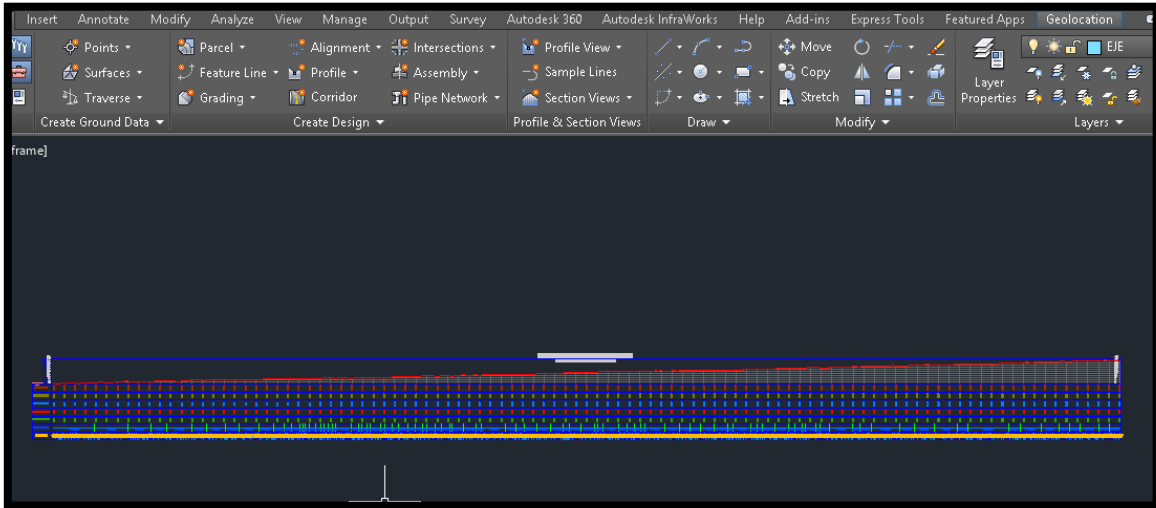 Insert Annotate Modify Analyze View Manage Output Survey Autodesk 360 Autodesk InfraWorks Help Add-ins Express Tools Featured Apps Geolocation
Points Parcel Alignment Intersections Profile View Move EJE
Surfaces Feature Line Profile Assembly Sample Lines Copy Layer
Traverse Grading Corridor Pipe Network Section Views Stretch Properties
Create Ground Data Create Design Profile & Section Views Draw Modify Layers
frame]